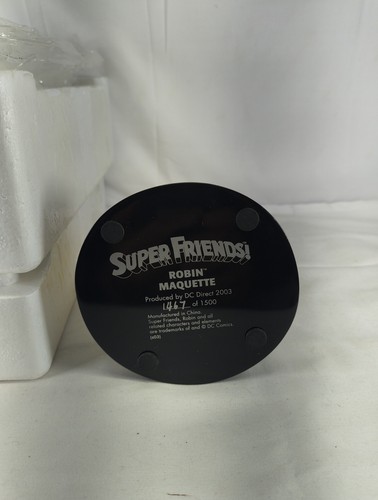 SUPER FRIENDS!
ROBIN™
MAQUETTE
Produced by DC Direct 2003
1467 of 1500
Manufactured in China.
Super Friends, Robin and all
related characters and elements
are trademarks of and © DC Comics.